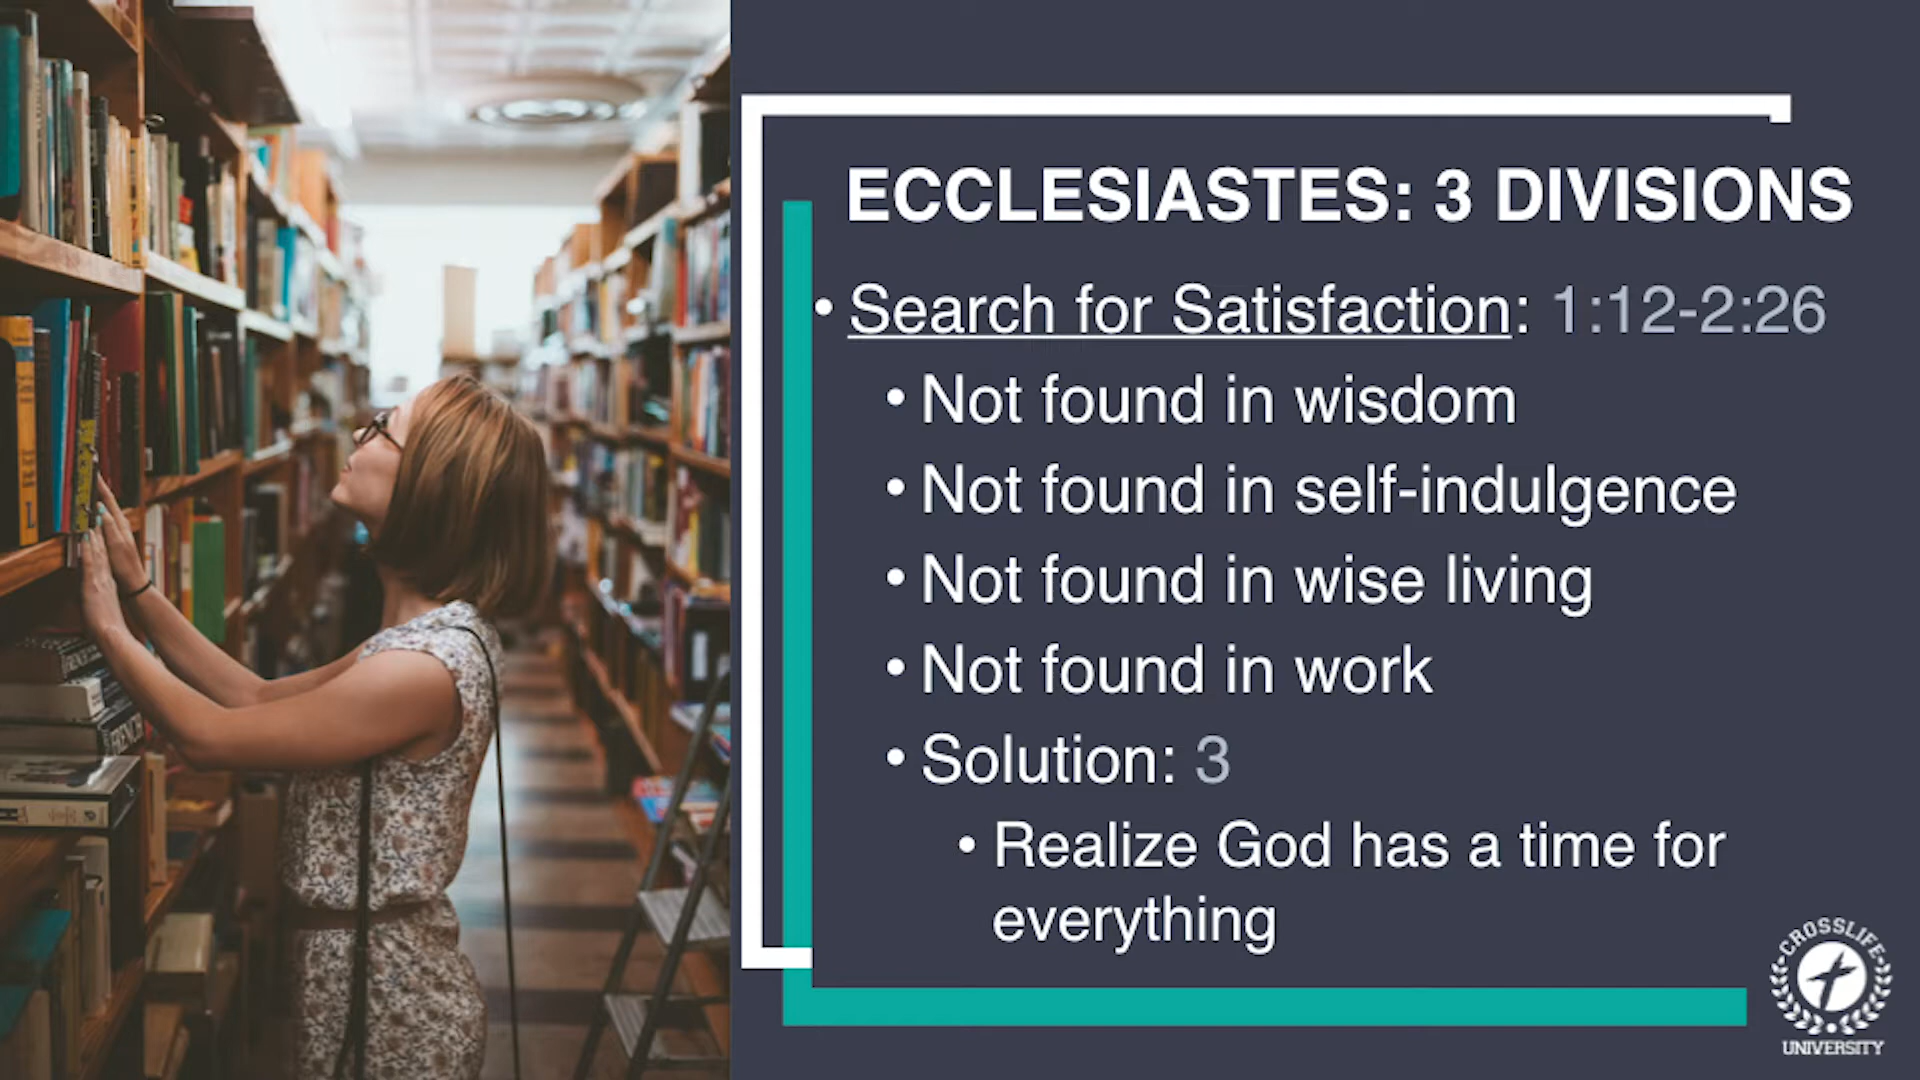 ECCLESIASTES: 3 DIVISIONS
• Search for Satisfaction: 1:12-2:26
• Not found in wisdom
• Not found in self-indulgence
• Not found in wise living
• Not found in work
• Solution: 3
• Realize God has a time for
everything
CROSSLIFE
UNIVERSITY
FRENCH